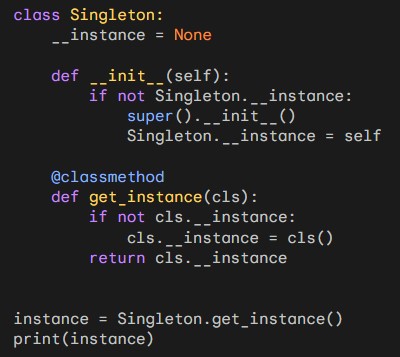 class Singleton:
    __instance = None

    def __init__(self):
        if not Singleton.__instance:
            super().__init__()
            Singleton.__instance = self

    @classmethod
    def get_instance(cls):
        if not cls.__instance:
            cls.__instance = cls()
        return cls.__instance


instance = Singleton.get_instance()
print(instance)